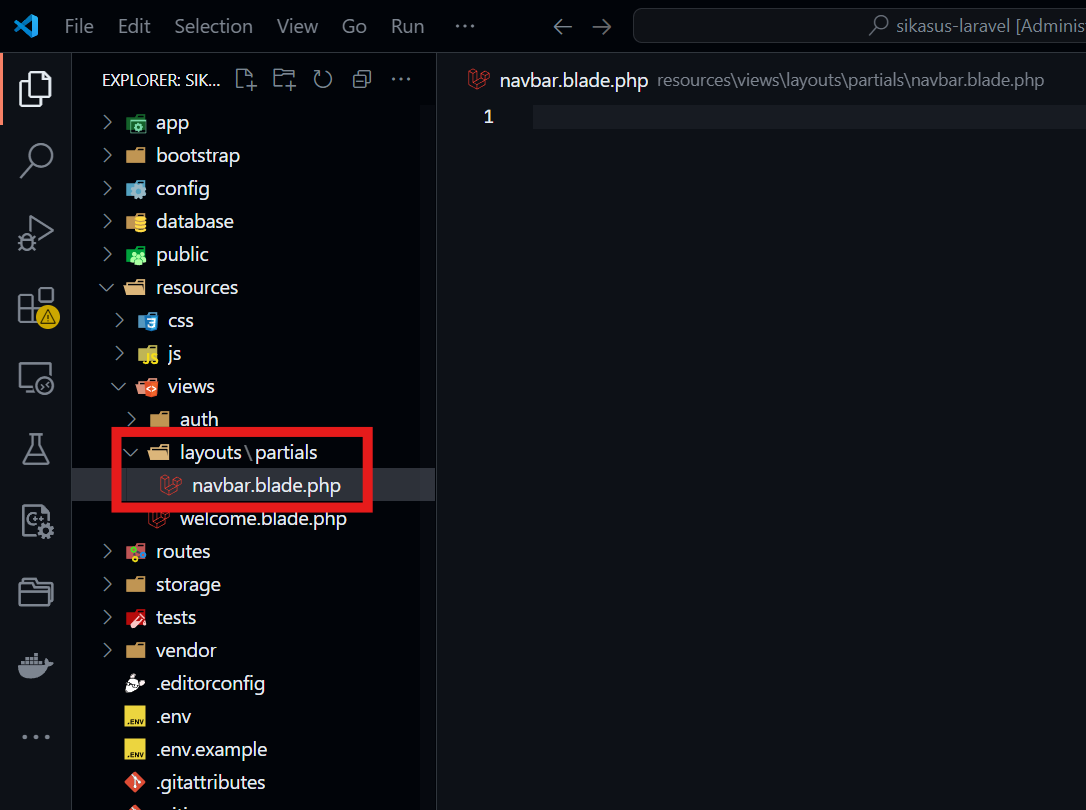 File Edit Selection View Go Run ··· sikasus-laravel [Adminis
EXPLORER: SIK... ···
navbar.blade.php resources\views\layouts\partials\navbar.blade.php
1
app
bootstrap
config
database
public
resources
css
js
views
auth
layouts\partials
navbar.blade.php
welcome.blade.php
routes
storage
tests
vendor
.editorconfig
.env
.env.example
.gitattributes